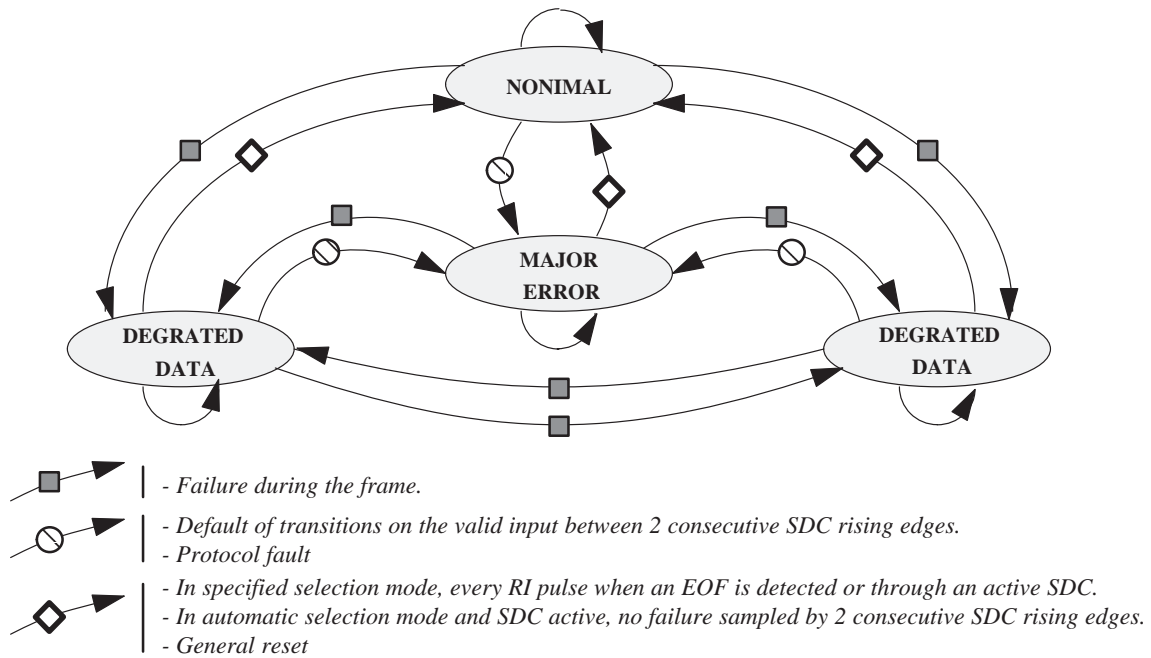 NONIMAL
MAJOR
ERROR
DEGRATED
DATA
DEGRATED
DATA
- Failure during the frame.
- Default of transitions on the valid input between 2 consecutive SDC rising edges.
- Protocol fault
- In specified selection mode, every RI pulse when an EOF is detected or through an active SDC.
- In automatic selection mode and SDC active, no failure sampled by 2 consecutive SDC rising edges.
- General reset